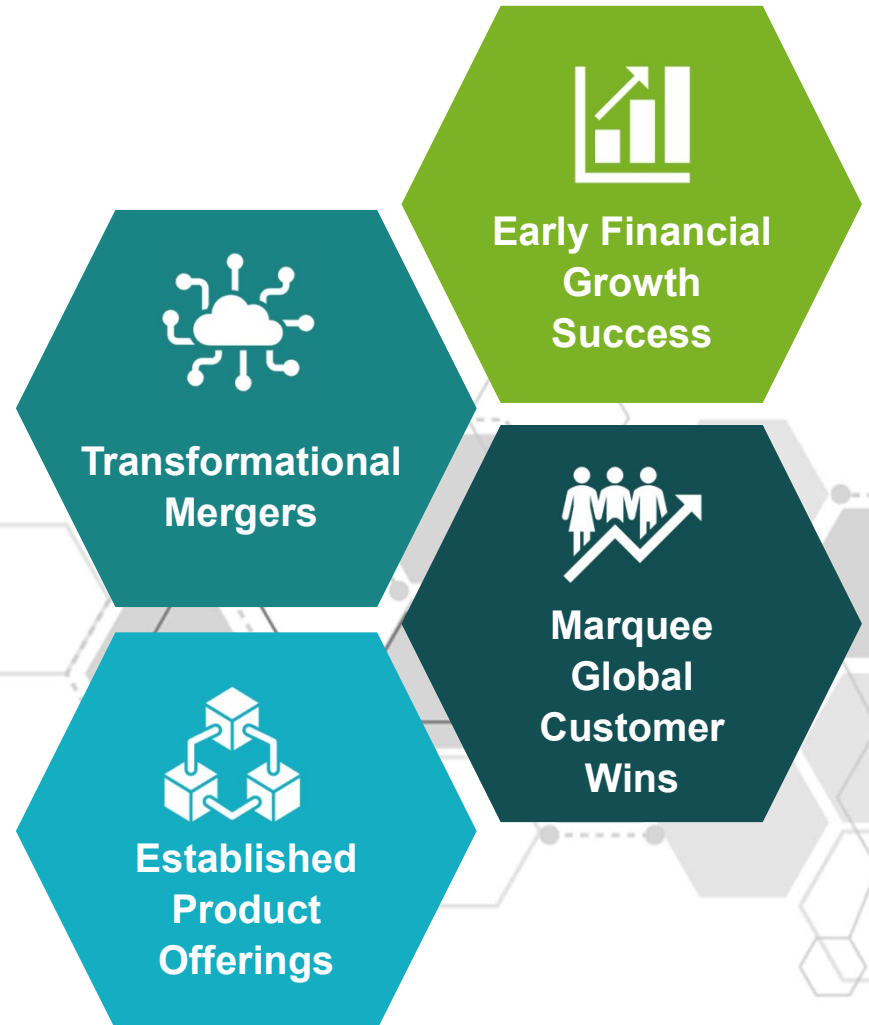 Early Financial
Growth
Success
Transformational
Mergers
Marquee
Global
Customer
Wins
Established
Product
Offerings